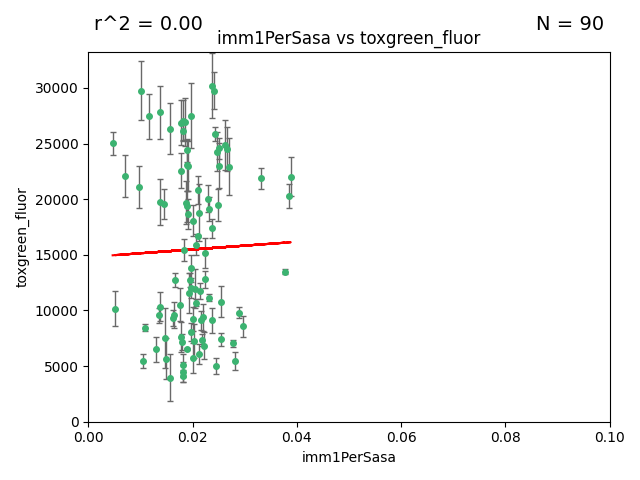 r^2 = 0.00
N = 90
imm1PerSasa vs toxgreen_fluor
toxgreen_fluor
30000
25000
20000
15000
10000
5000
0
0.00 0.02 0.04 0.06 0.08 0.10
imm1PerSasa